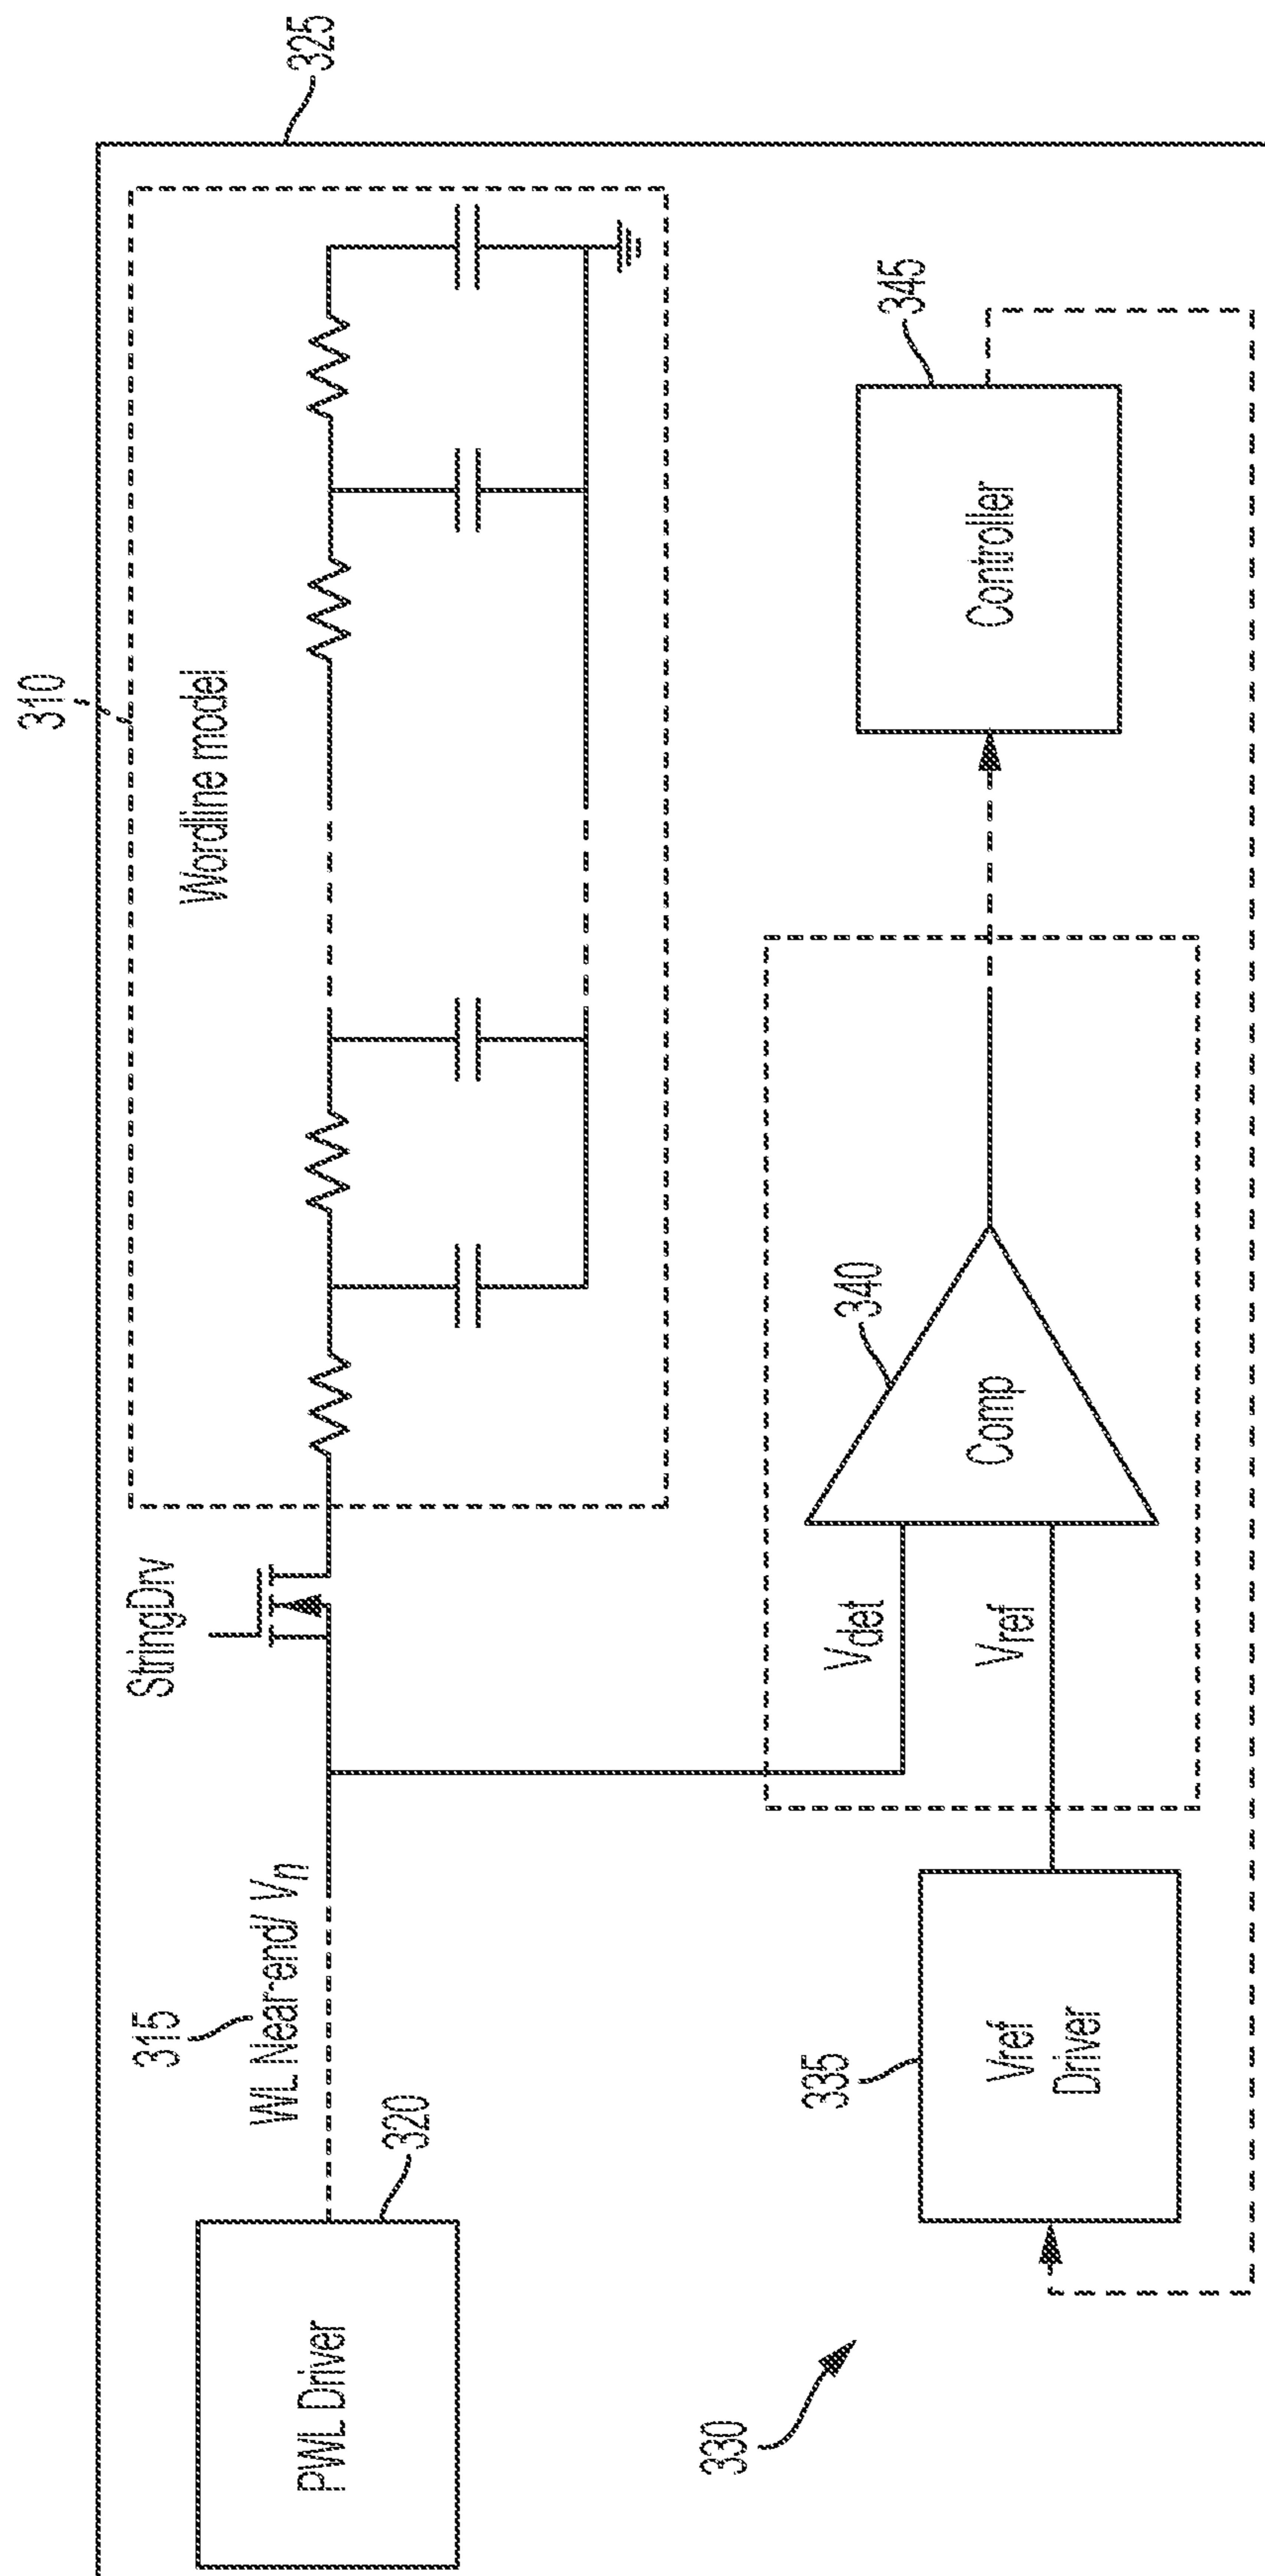 325
310
Wordline model
StringDrv
315
WL Near-end/ Vn
PWL Driver
320
345
Controller
340
Comp
Vdet
Vref
335
Vref
Driver
330